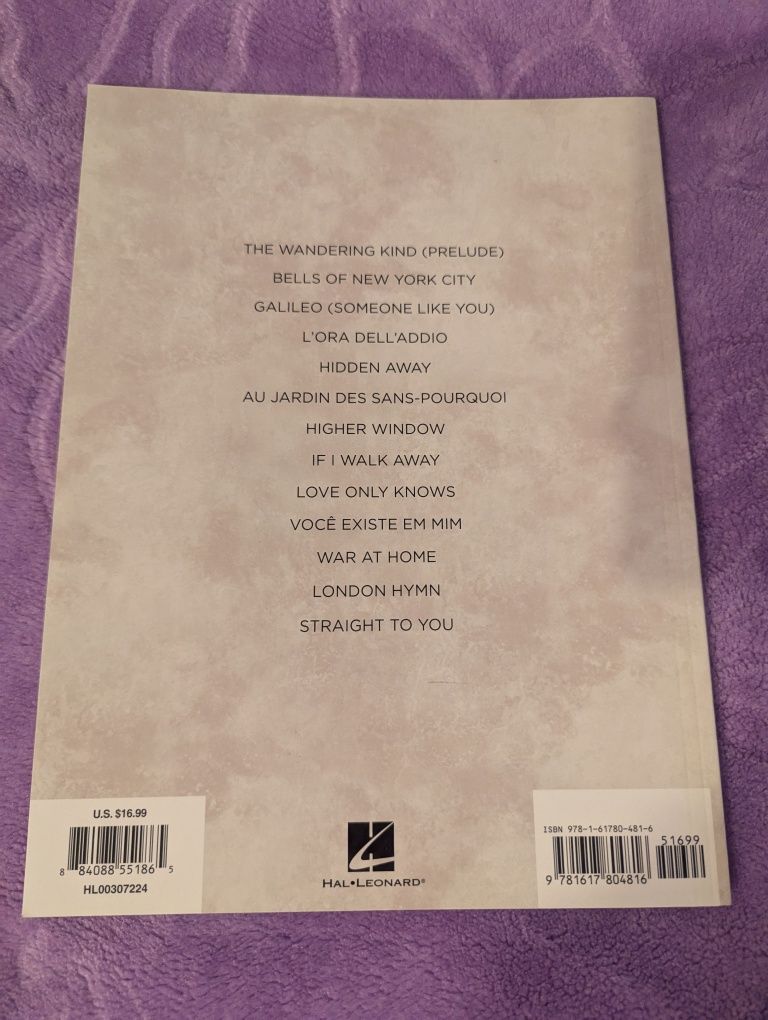 THE WANDERING KIND (PRELUDE)
BELLS OF NEW YORK CITY
GALILEO (SOMEONE LIKE YOU)
L'ORA DELL'ADDIO
HIDDEN AWAY
AU JARDIN DES SANS-POURQUOI
HIGHER WINDOW
IF I WALK AWAY
LOVE ONLY KNOWS
VOCÊ EXISTE EM MIM
WAR AT HOME
LONDON HYMN
STRAIGHT TO YOU
U.S. $16.99
8 84088 55186 5
HL00307224
HAL•LEONARD®
ISBN 978-1-61780-481-6
51699
9 781617 804816